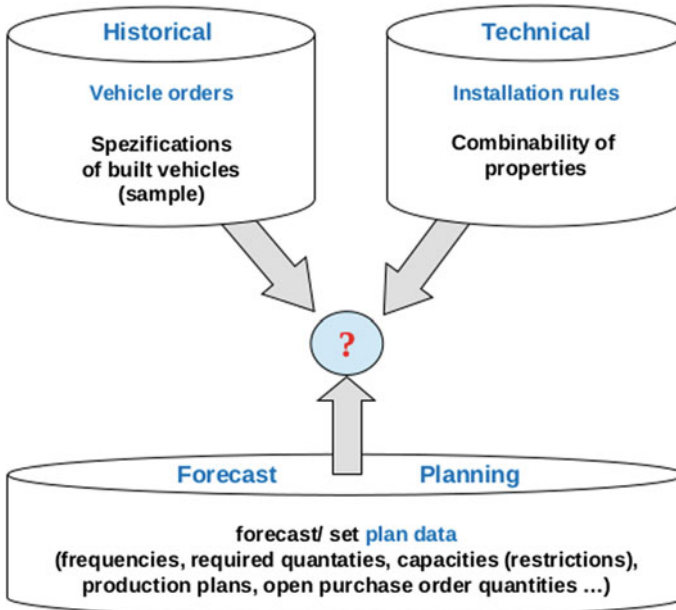 Historical
Vehicle orders
Spezifications
of built vehicles
(sample)
Technical
Installation rules
Combinability of
properties
?
Forecast Planning
forecast/ set plan data
(frequencies, required quantaties, capacities (restrictions),
production plans, open purchase order quantities ...)